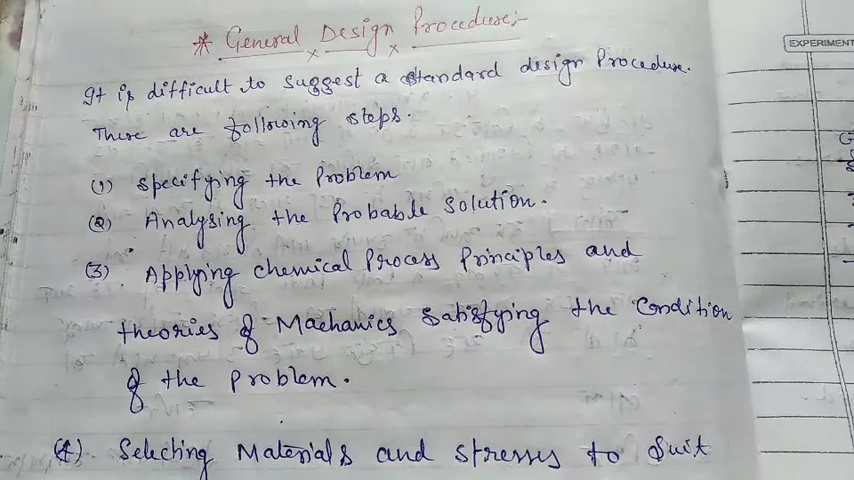 * General Design Procedure:-
It is difficult to suggest a standard design Procedure.
There are following steps.
(1) Specifying the Problem
(2) Analysing the Probable Solution.
(3) Applying chemical Process Principles and
theories of Mechanics Satisfying the Condition
of the Problem.
(4) Selecting Materials and stresses to Suit
EXPERIMENT